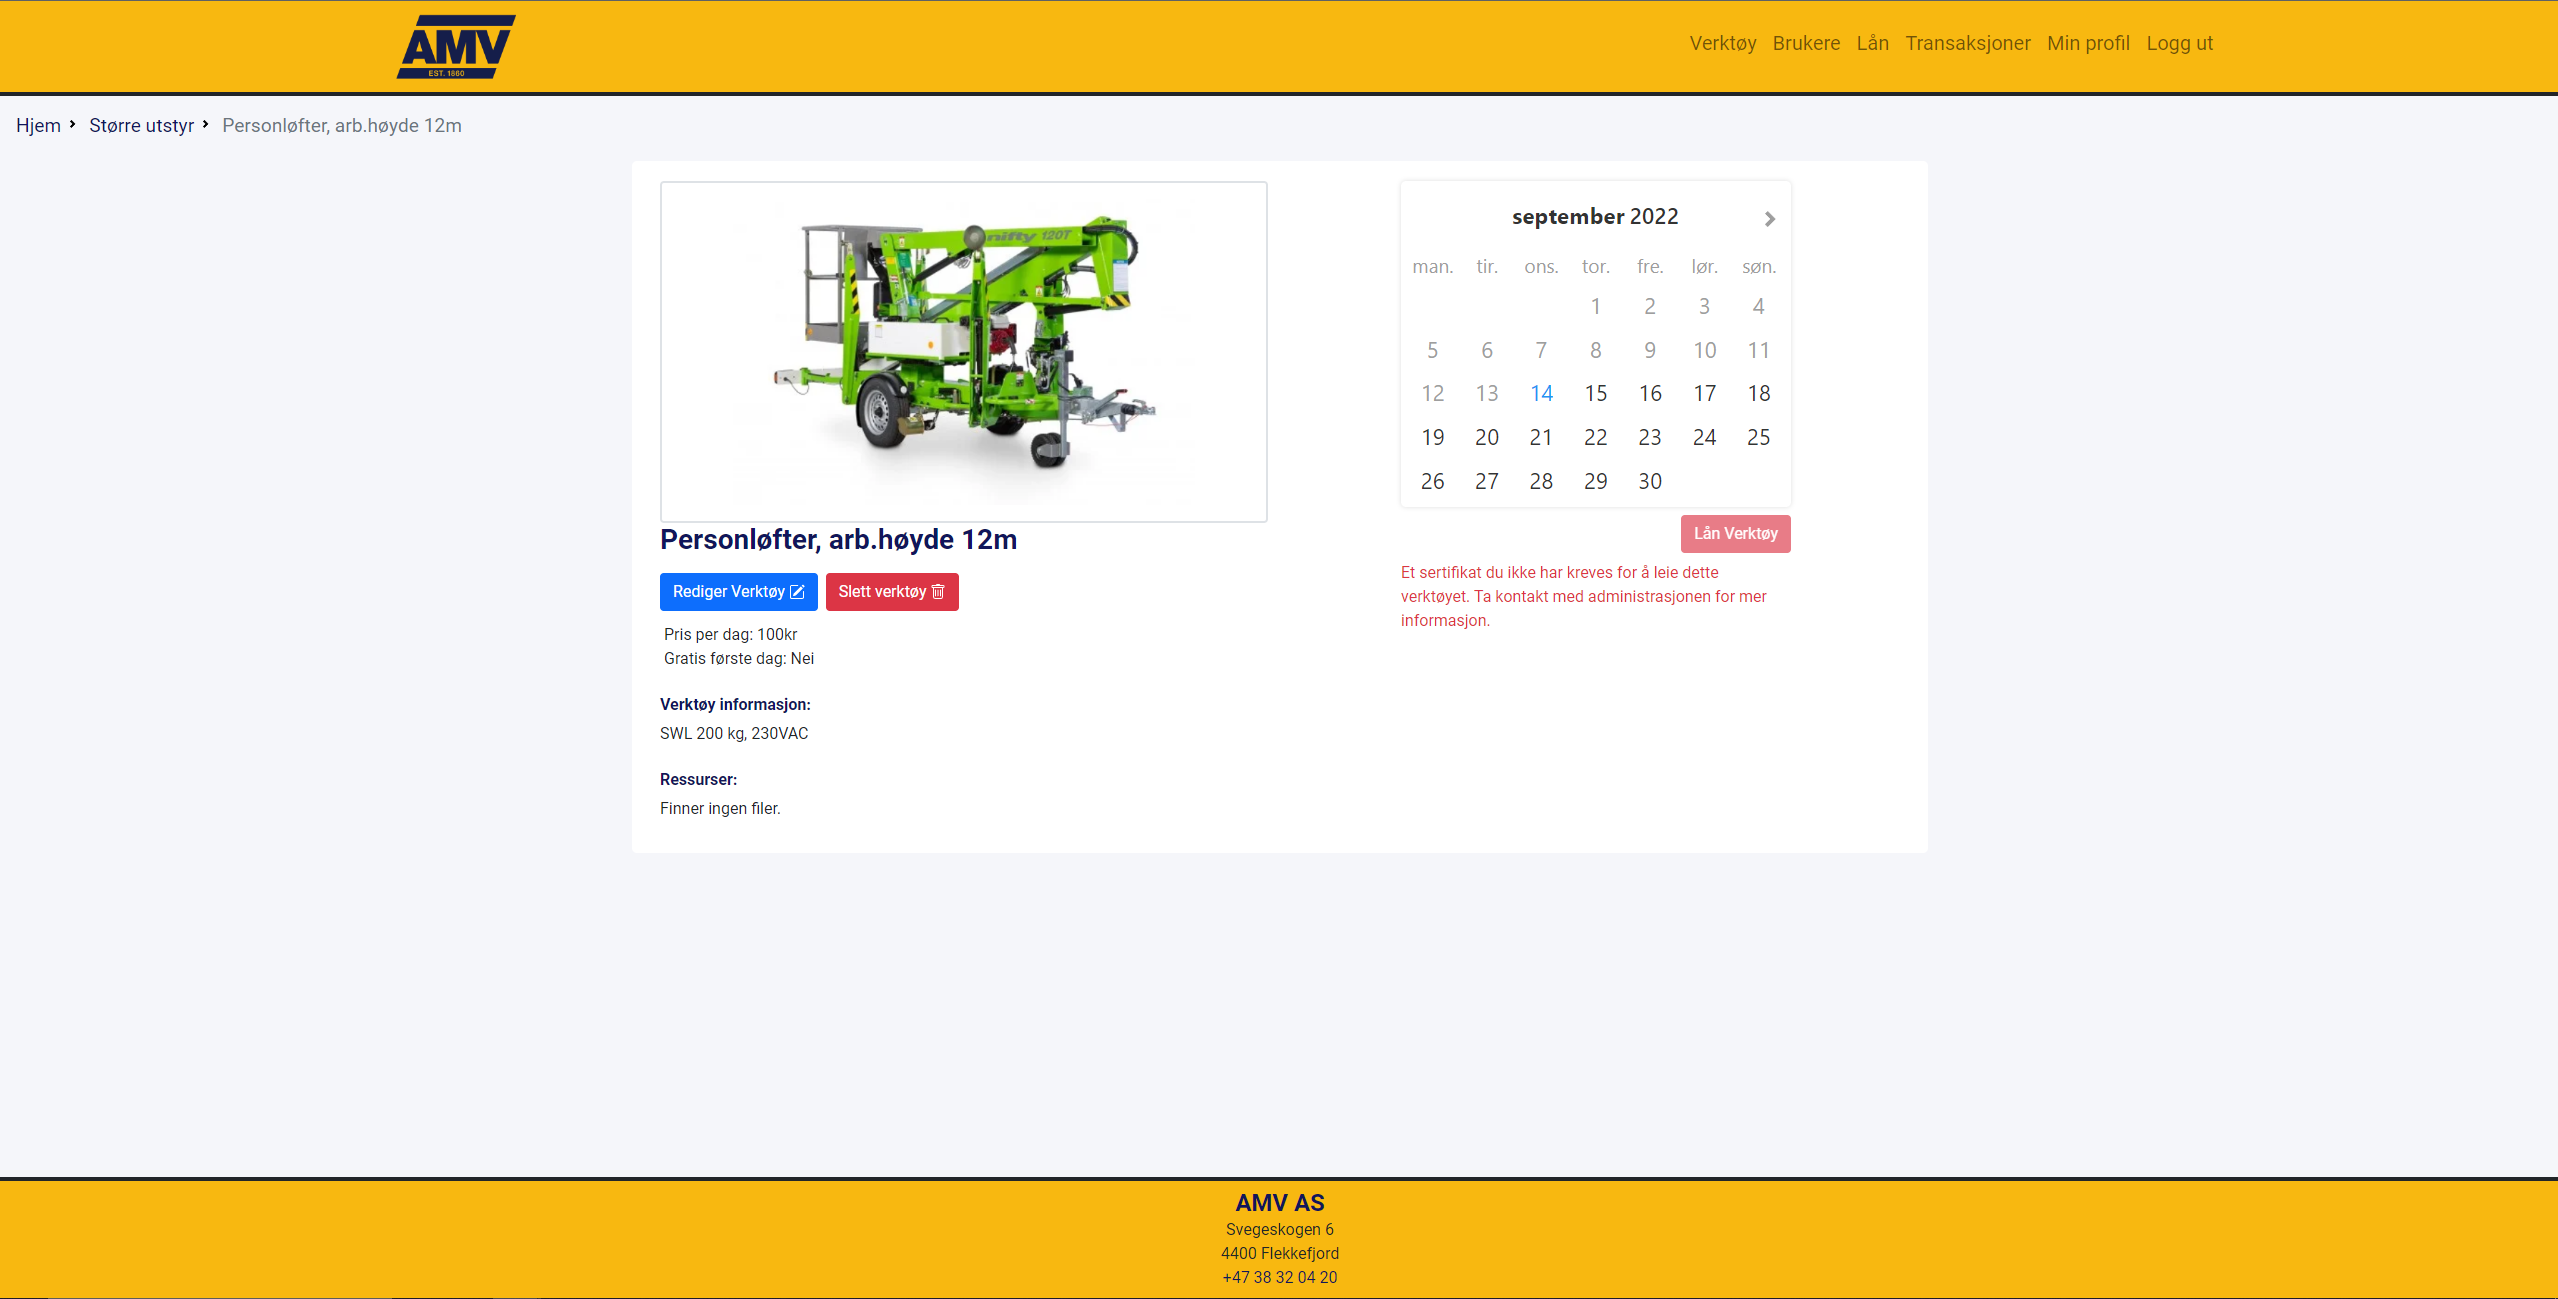 AMV
EST. 1860
Verktøy Brukere Lån Transaksjoner Min profil Logg ut
Hjem Større utstyr Personløfter, arb.høyde 12m
nifty 120T
september 2022
man. tir. ons. tor. fre. lør. søn.
1 2 3 4
5 6 7 8 9 10 11
12 13 14 15 16 17 18
19 20 21 22 23 24 25
26 27 28 29 30
Lån Verktøy
Et sertifikat du ikke har kreves for å leie dette
verktøyet. Ta kontakt med administrasjonen for mer
informasjon.
Personløfter, arb.høyde 12m
Rediger Verktøy Slett verktøy
Pris per dag: 100kr
Gratis første dag: Nei
Verktøy informasjon:
SWL 200 kg, 230VAC
Ressurser:
Finner ingen filer.
AMV AS
Svegeskogen 6
4400 Flekkefjord
+47 38 32 04 20